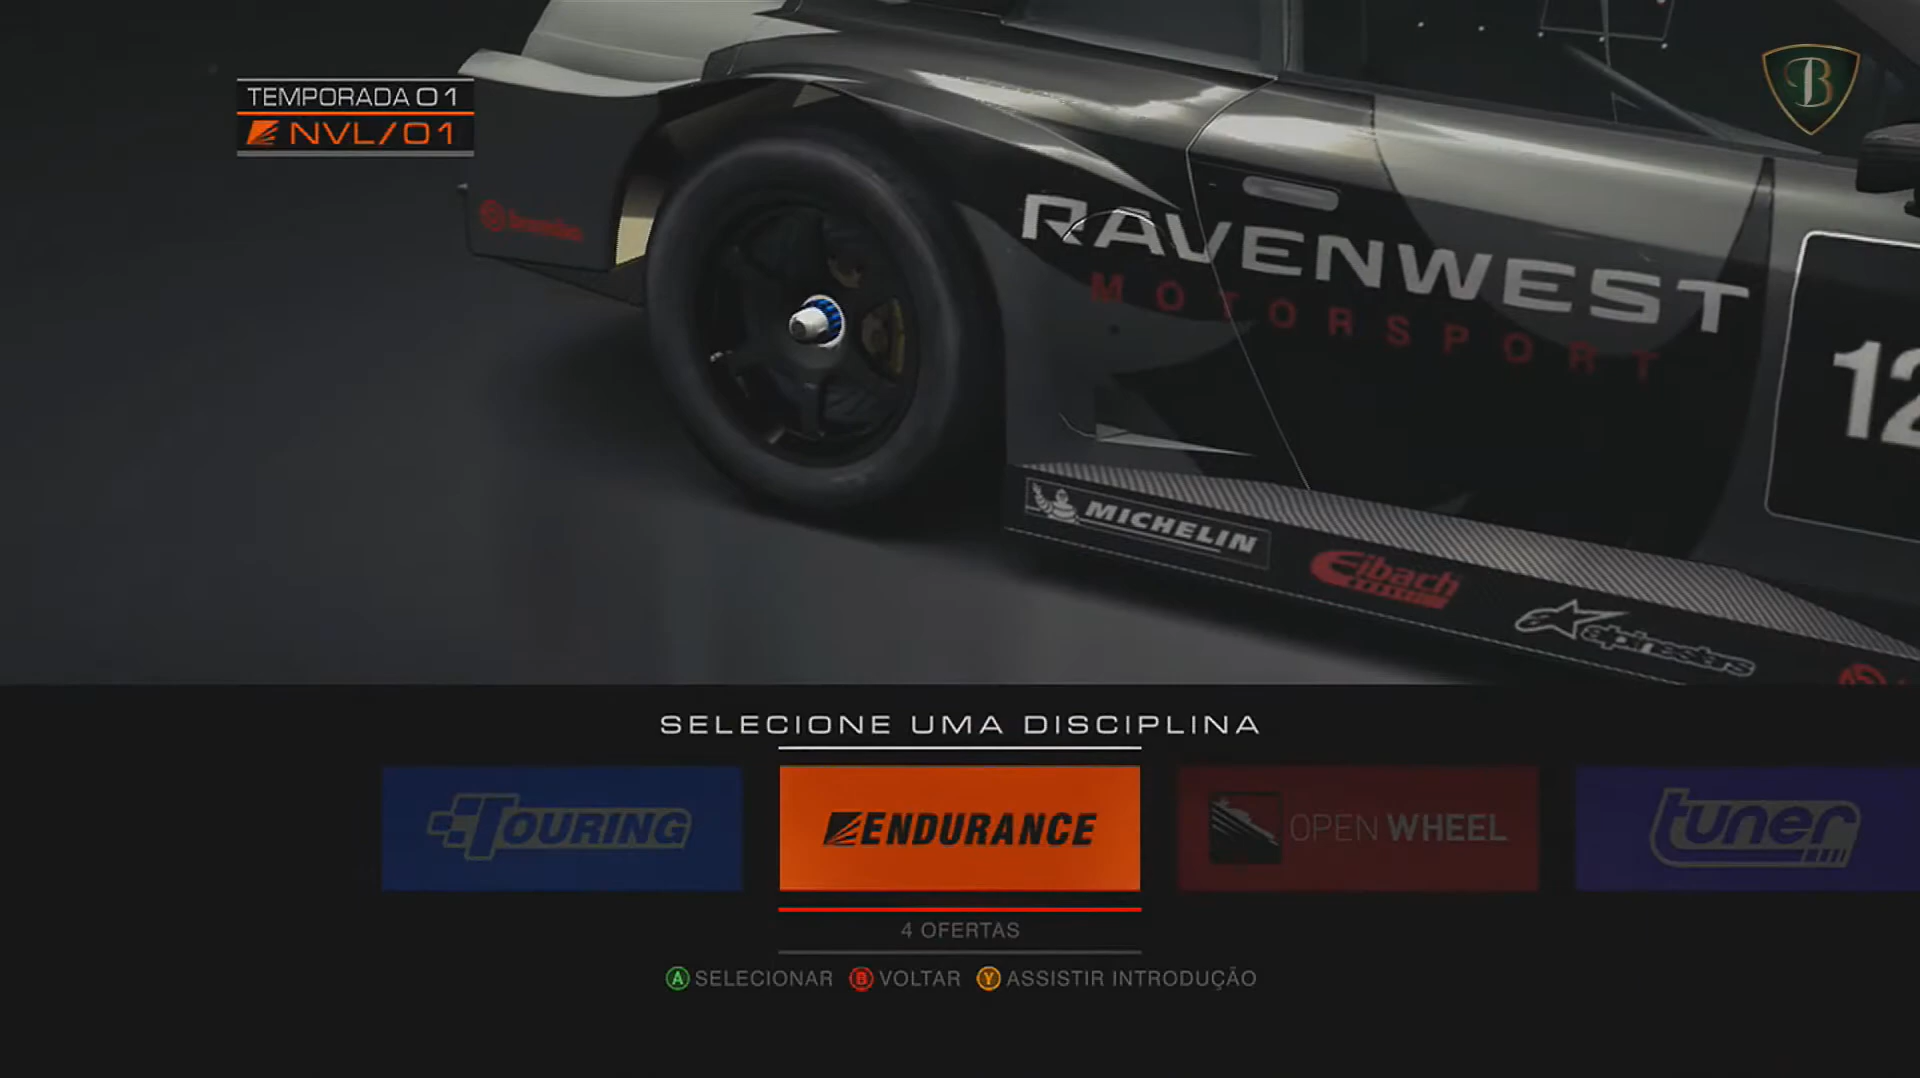 TEMPORADA 01
NVL/01
B
brembo
RAVENWEST
MOTORSPORT
12
MICHELIN
Eibach
alpinestars
SELECIONE UMA DISCIPLINA
TOURING
ENDURANCE
OPEN WHEEL
tuner
4 OFERTAS
A SELECIONAR B VOLTAR Y ASSISTIR INTRODUÇÃO